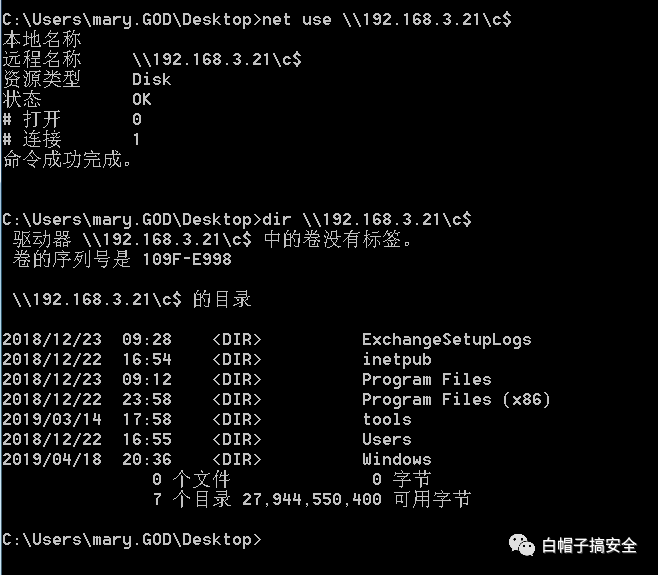 C:\Users\mary.GOD\Desktop>net use \\192.168.3.21\c$
本地名称
远程名称 \\192.168.3.21\c$
资源类型 Disk
状态 OK
# 打开 0
# 连接 1
命令成功完成。
C:\Users\mary.GOD\Desktop>dir \\192.168.3.21\c$
驱动器 \\192.168.3.21\c$ 中的卷没有标签。
卷的序列号是 109F-E998
\\192.168.3.21\c$ 的目录
2018/12/23 09:28 <DIR> ExchangeSetupLogs
2018/12/22 16:54 <DIR> inetpub
2018/12/23 09:12 <DIR> Program Files
2018/12/22 23:58 <DIR> Program Files (x86)
2019/03/14 17:58 <DIR> tools
2018/12/22 16:55 <DIR> Users
2019/04/18 20:36 <DIR> Windows
0 个文件 0 字节
7 个目录 27,944,550,400 可用字节
C:\Users\mary.GOD\Desktop>
白帽子搞安全